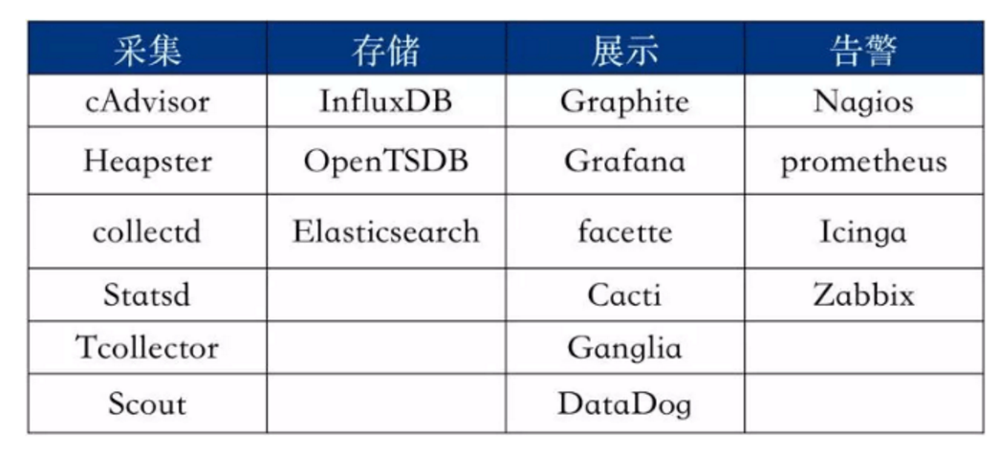 采集 存储 展示 告警
cAdvisor InfluxDB Graphite Nagios
Heapster OpenTSDB Grafana prometheus
collectd Elasticsearch facette Icinga
Statsd Cacti Zabbix
Tcollector Ganglia
Scout DataDog